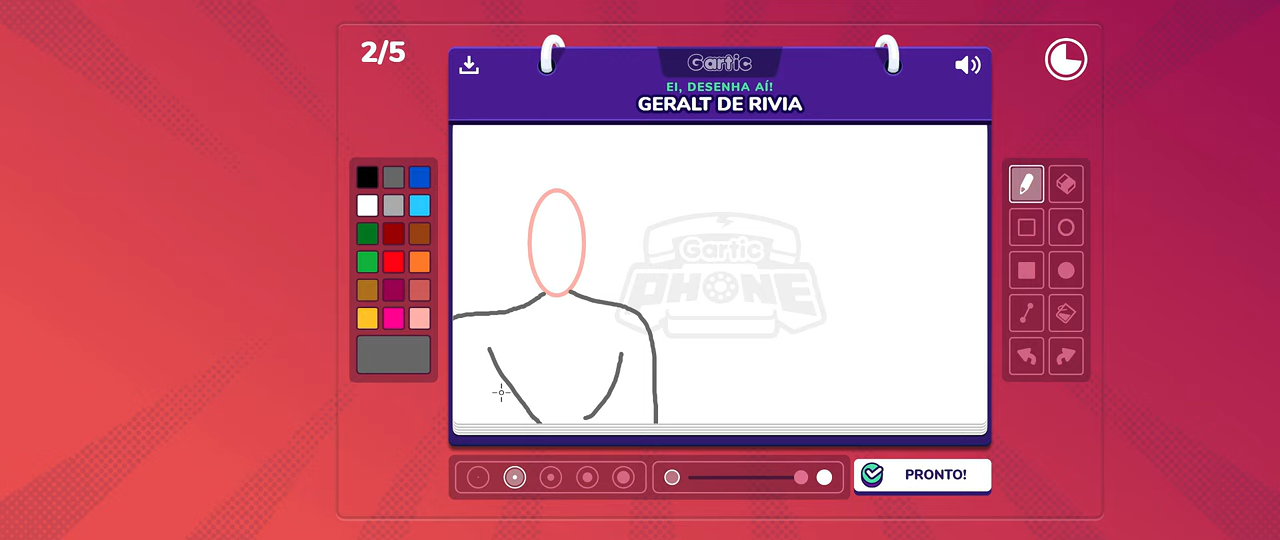 2/5
Gartic
EI, DESENHA AÍ!
GERALT DE RIVIA
Gartic
PHONE
PRONTO!